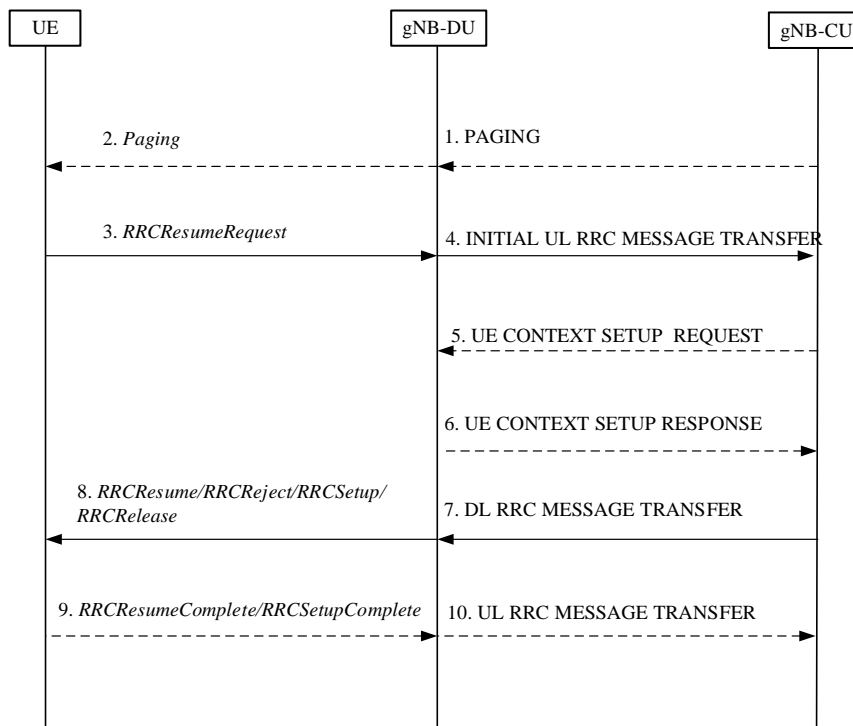 UE
gNB-DU
gNB-CU
2. Paging
1. PAGING
3. RRCResumeRequest
4. INITIAL UL RRC MESSAGE TRANSFER
5. UE CONTEXT SETUP  REQUEST
6. UE CONTEXT SETUP RESPONSE
8. RRCResume/RRCReject/RRCSetup/
RRCRelease
7. DL RRC MESSAGE TRANSFER
9. RRCResumeComplete/RRCSetupComplete
10. UL RRC MESSAGE TRANSFER